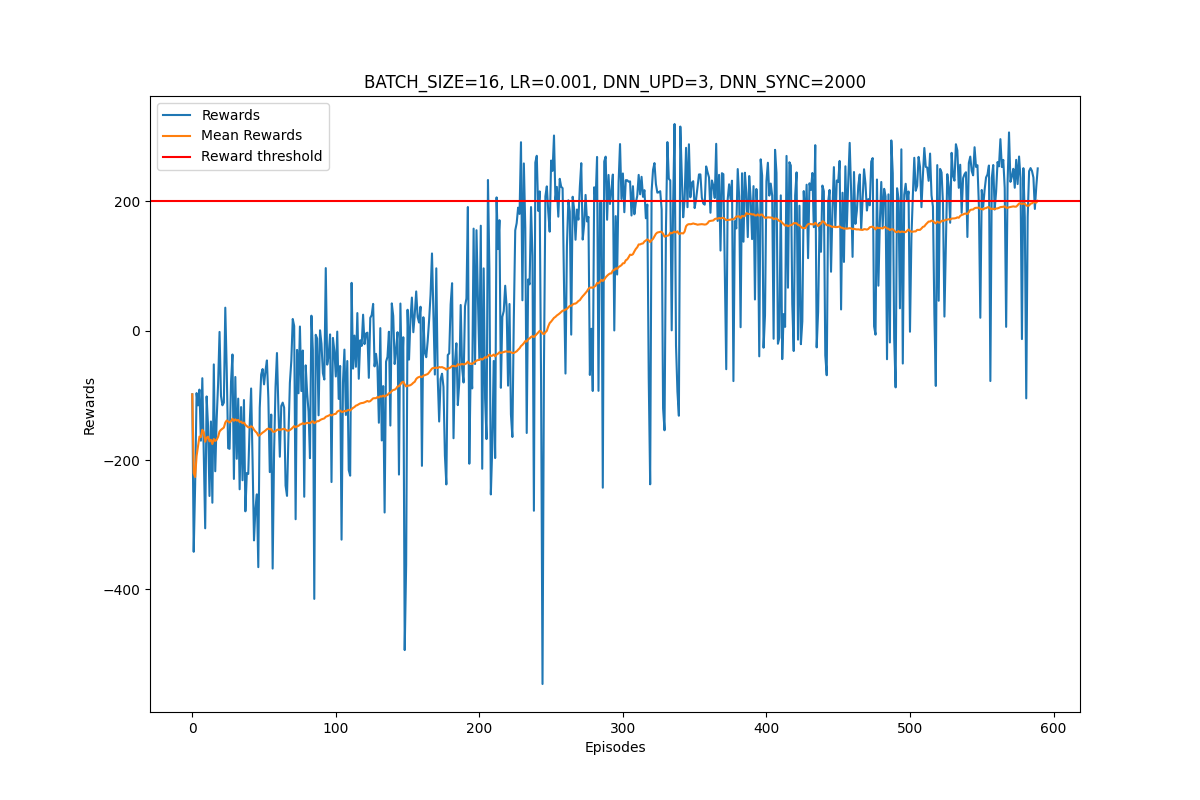 BATCH_SIZE=16, LR=0.001, DNN_UPD=3, DNN_SYNC=2000
Rewards
Mean Rewards
Reward threshold
200
0
−200
−400
Rewards
0
100
200
300
400
500
600
Episodes